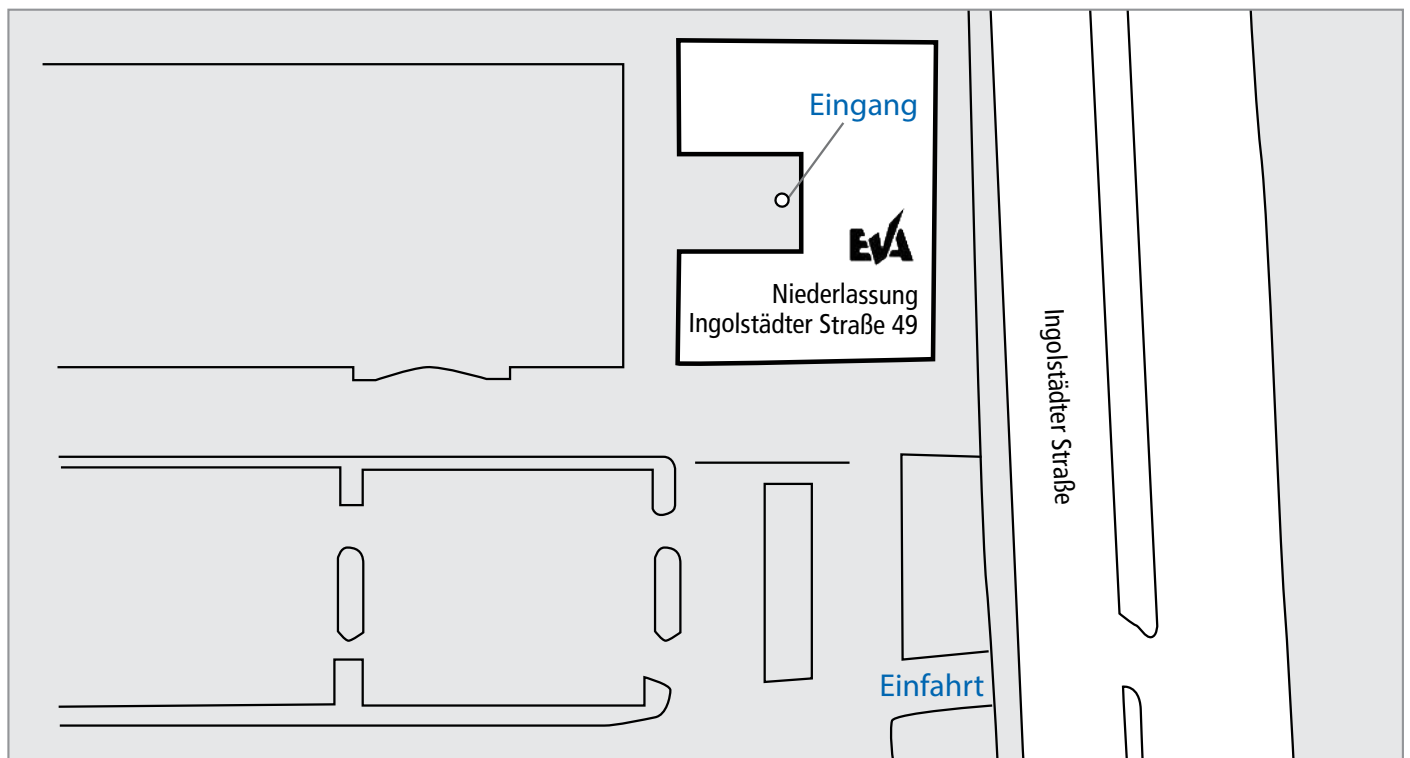 Eingang
EVA
Niederlassung
Ingolstädter Straße 49
Ingolstädter Straße
Einfahrt